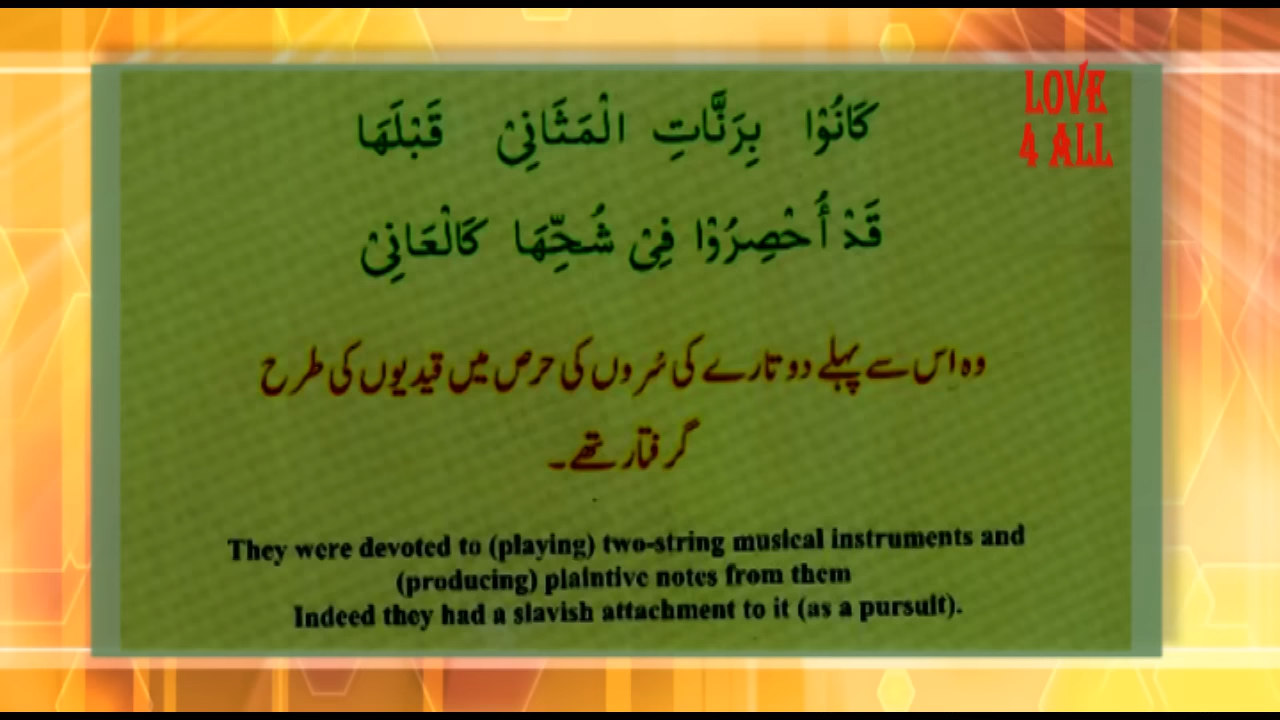 كَانُوْا بِرَنَّاتِ الْمَثَانِيْ قَبْلَهَا
قَدْ أُحْصِرُوْا فِيْ شُحِّهَا كَالْعَانِيْ
وہ اس سے پہلے دو تارے کی سُروں کی حرص میں قیدیوں کی طرح
گرفتار تھے۔
They were devoted to (playing) two-string musical instruments and
(producing) plaintive notes from them
Indeed they had a slavish attachment to it (as a pursuit).
LOVE
4 ALL